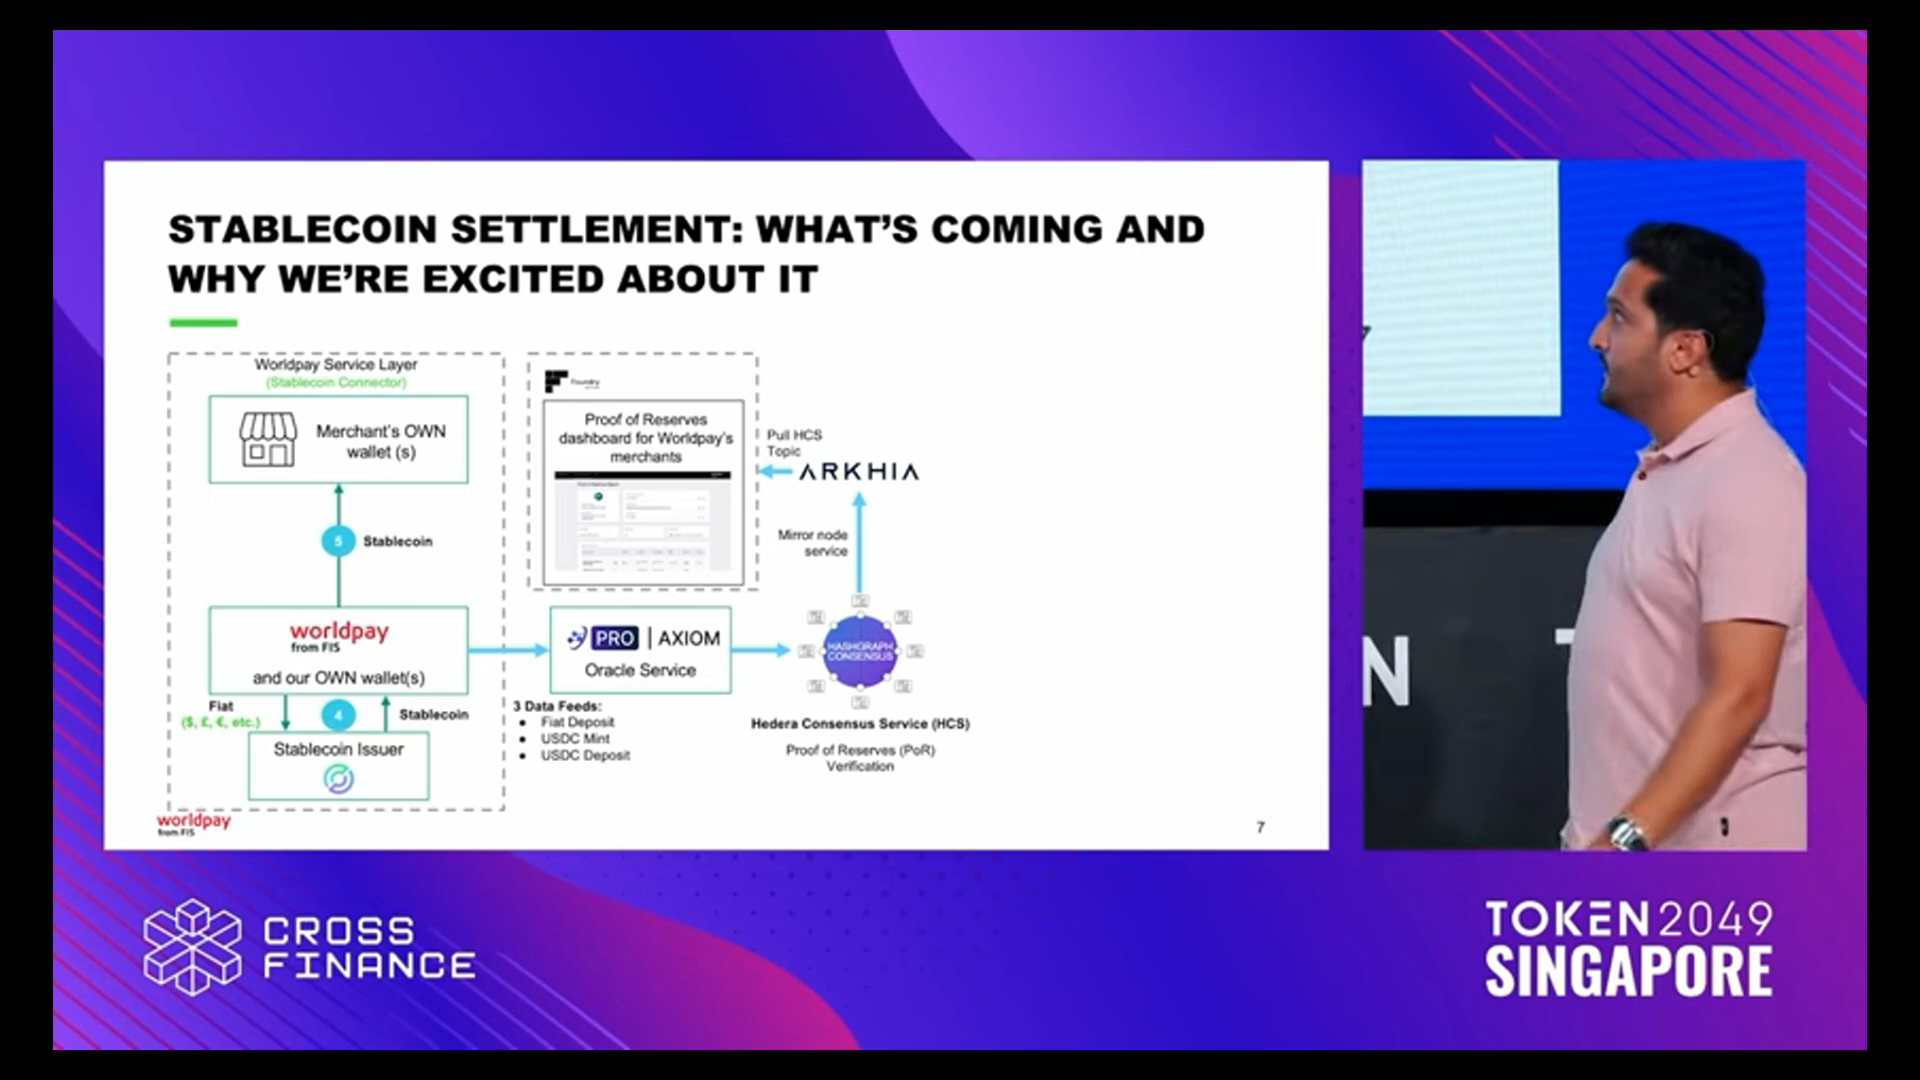 STABLECOIN SETTLEMENT: WHAT'S COMING AND
WHY WE'RE EXCITED ABOUT IT
Worldpay Service Layer
(Stablecoin Connector)
Merchant's OWN
wallet (s)
5
Stablecoin
worldpay
from FIS
and our OWN wallet(s)
Fiat
($, £, €, etc.)
4
Stablecoin
Stablecoin Issuer
Foundry
Proof of Reserves
dashboard for Worldpay's
merchants
Pull HCS
Topic
ARKHIA
Mirror node
service
PRO | AXIOM
Oracle Service
3 Data Feeds:
Fiat Deposit
USDC Mint
USDC Deposit
HASHGRAPH
CONSENSUS
Hedera Consensus Service (HCS)
Proof of Reserves (PoR)
Verification
worldpay
from FIS
7
N
CROSS
FINANCE
TOKEN2049
SINGAPORE